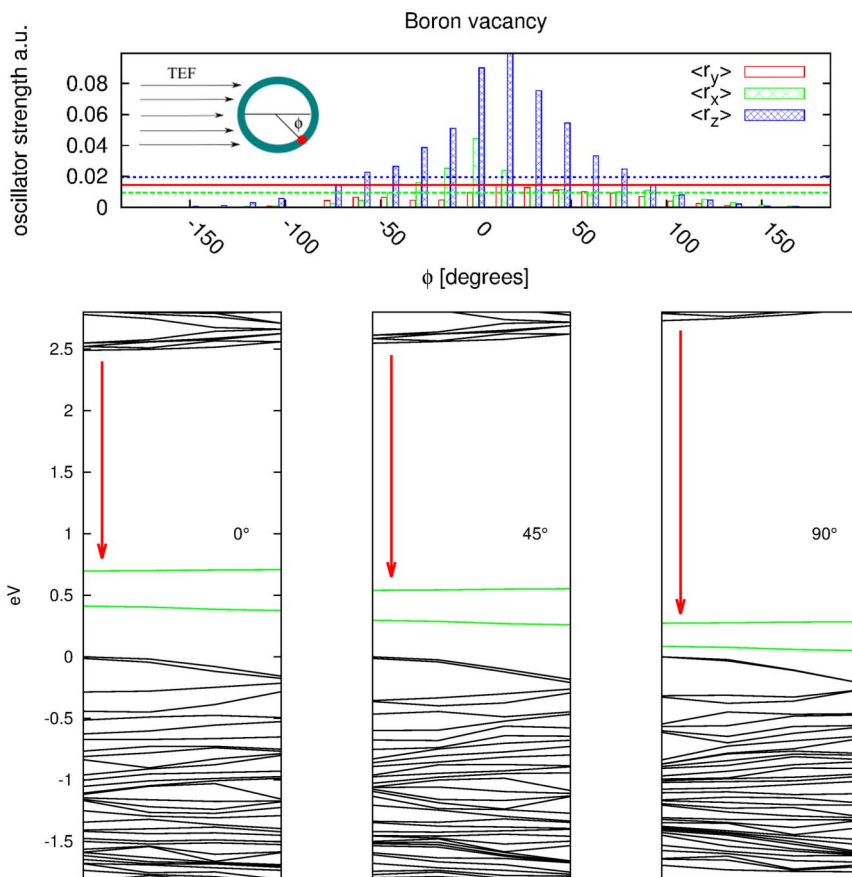 Boron vacancy
oscillator strength a.u.
0.08
0.06
0.04
0.02
0
TEF
ϕ
<r_y>
<r_x>
<r_z>
-150
-100
-50
0
50
100
150
ϕ [degrees]
eV
2.5
2
1.5
1
0.5
0
-0.5
-1
-1.5
0°
45°
90°